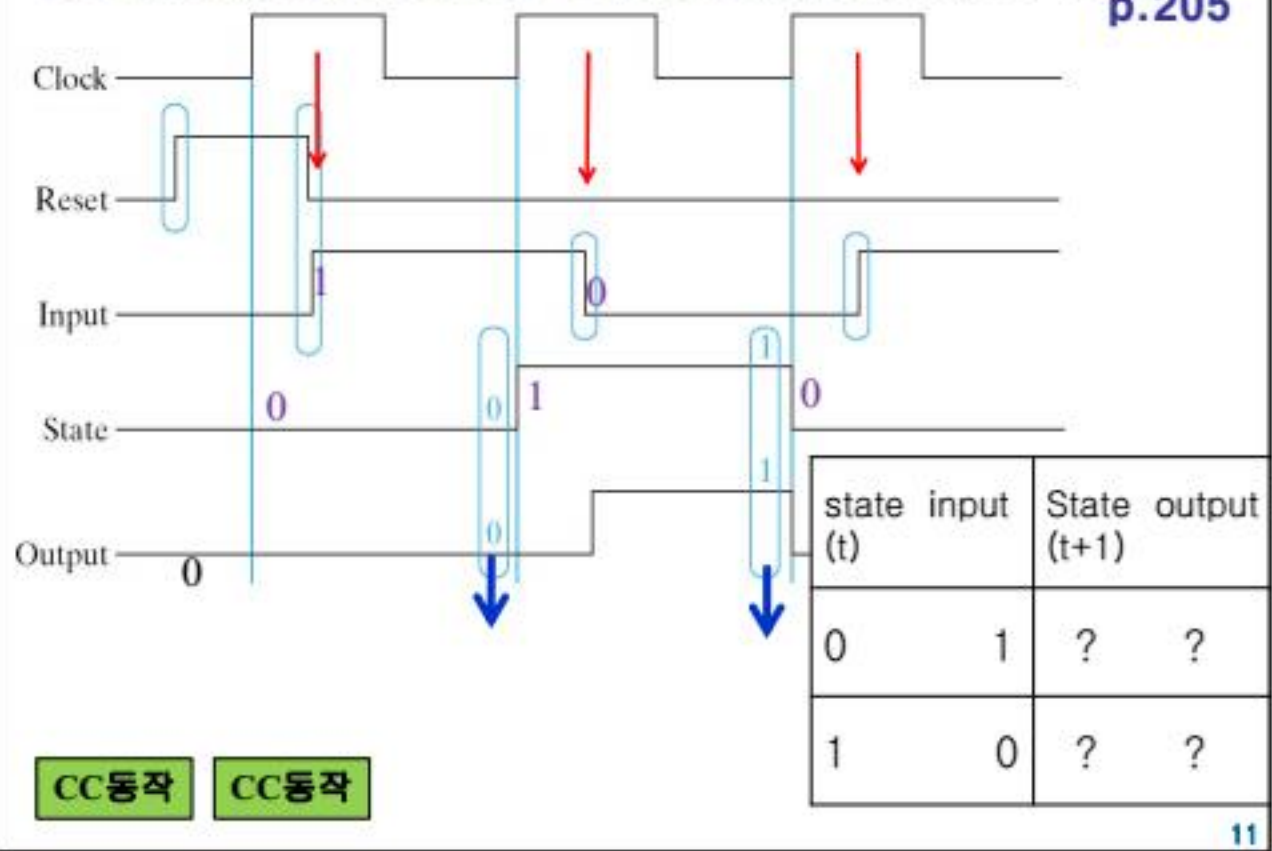 p.205
Clock
Reset
1
Input
0
State
0
0
1
1
0
Output
0
0
1
state input
(t)
State output
(t+1)
0 1 ? ?
1 0 ? ?
CC동작 CC동작
11